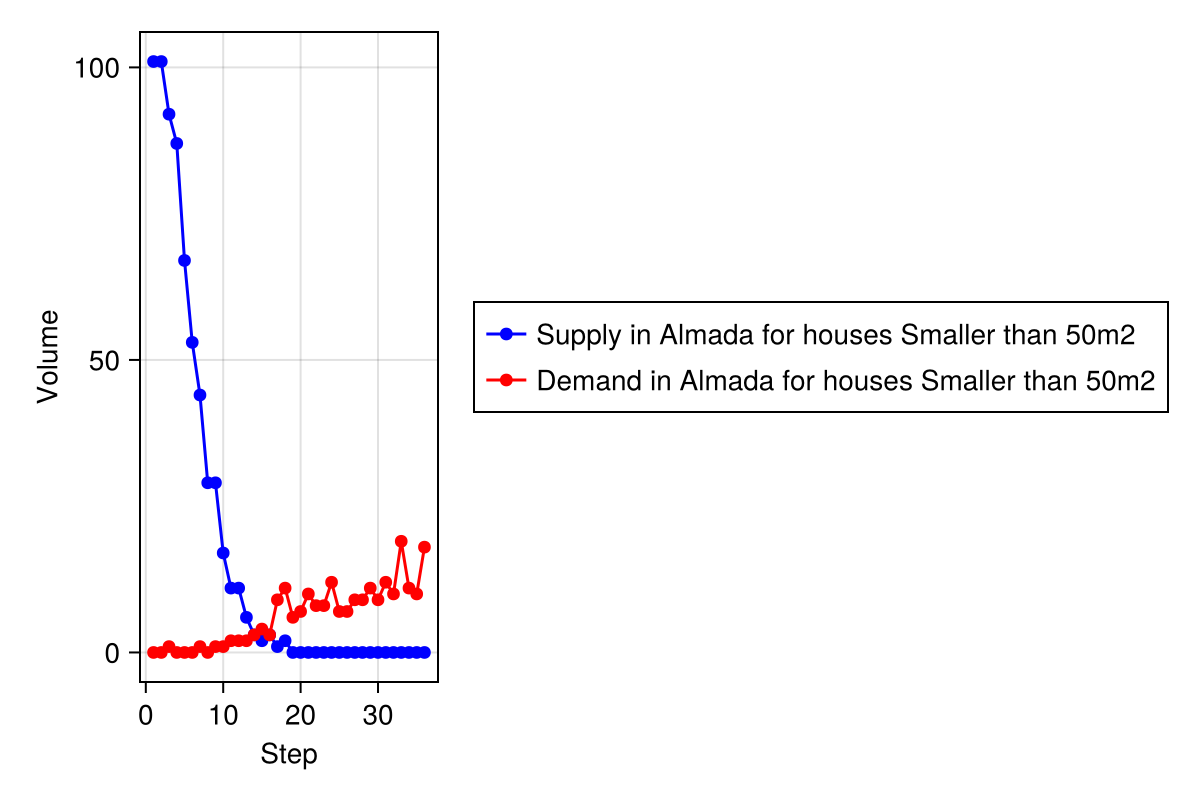 100
50
0
Volume
0 10 20 30
Step
Supply in Almada for houses Smaller than 50m2
Demand in Almada for houses Smaller than 50m2